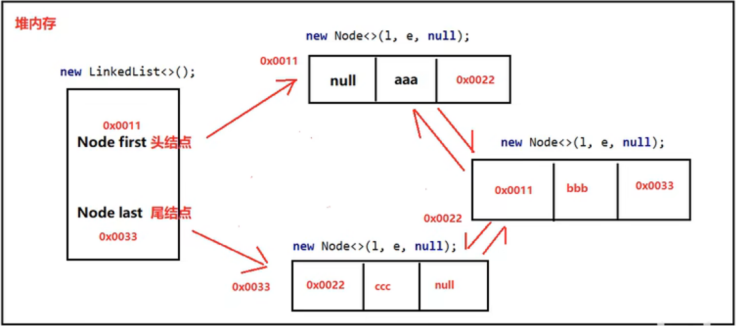 堆内存
new LinkedList<>();
0x0011
Node first 头结点
Node last 尾结点
0x0033
new Node<>(l, e, null);
0x0011
null aaa 0x0022
new Node<>(l, e, null);
0x0011 bbb 0x0033
0x0022
new Node<>(l, e, null);
0x0033
0x0022 ccc null